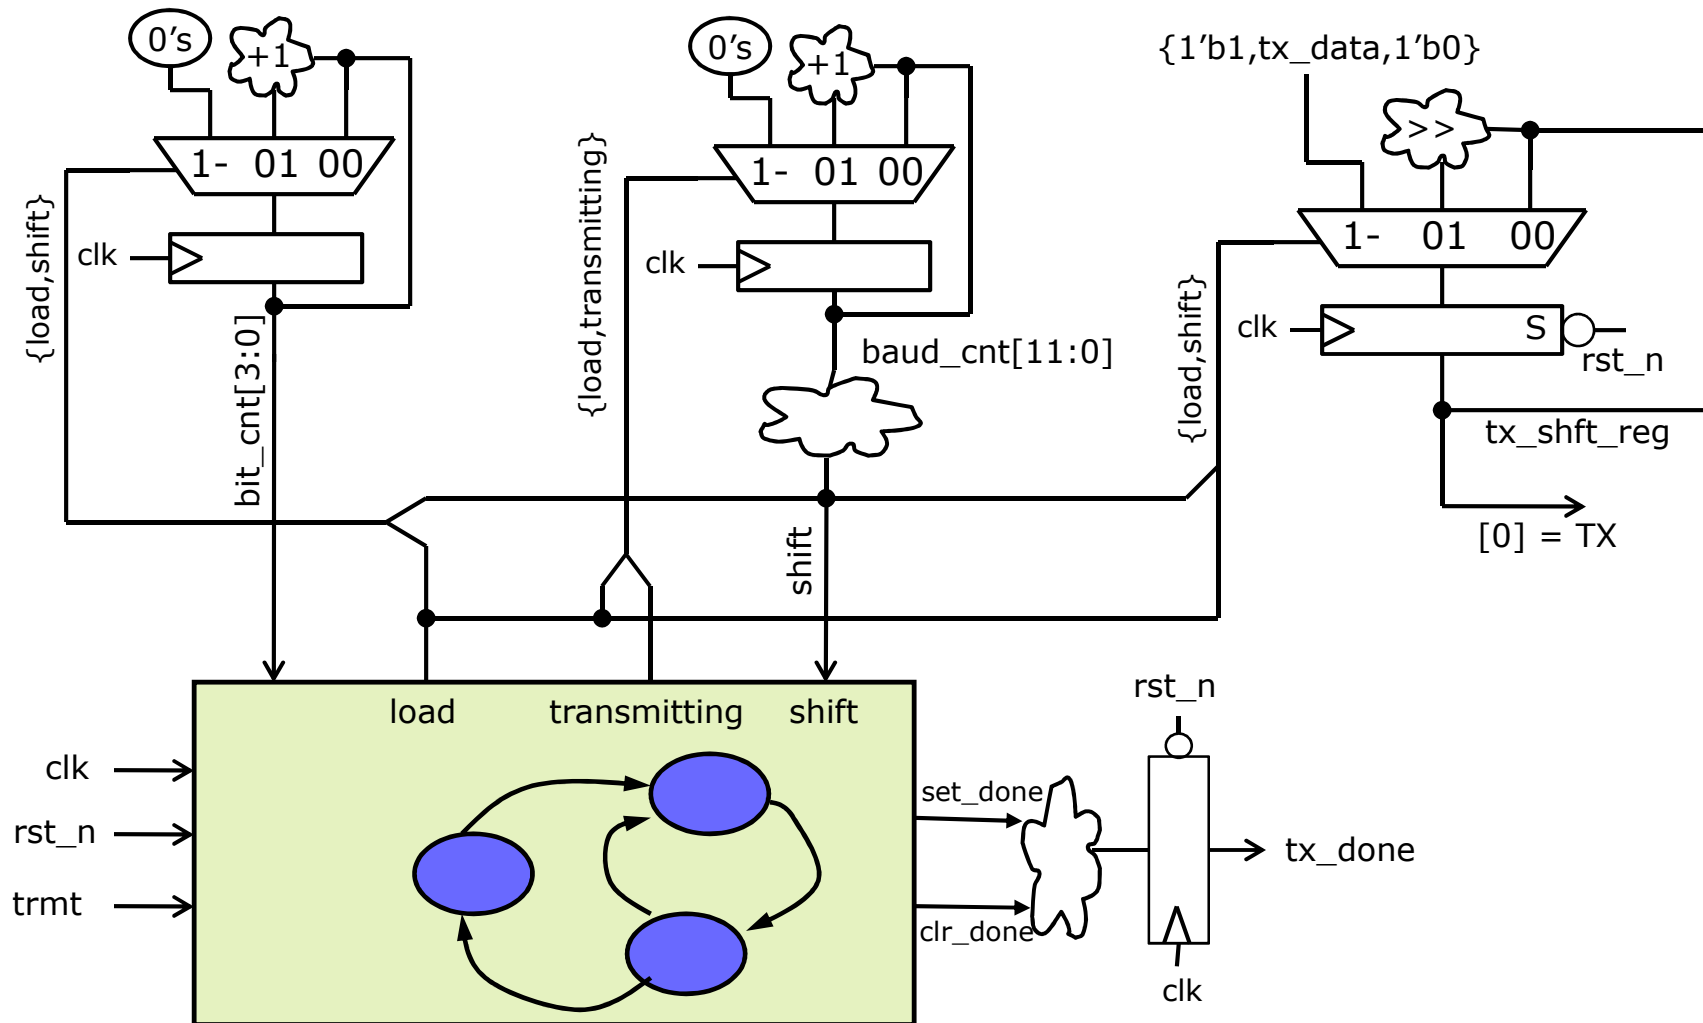 0's
+1
0's
+1
{1'b1,tx_data,1'b0}
>>
1- 01 00
1- 01 00
1- 01 00
{load,shift}
clk
{load,transmitting}
clk
{load,shift}
clk
S
rst_n
bit_cnt[3:0]
baud_cnt[11:0]
tx_shft_reg
[0] = TX
shift
load
transmitting
shift
rst_n
clk
rst_n
trmt
set_done
clr_done
tx_done
clk